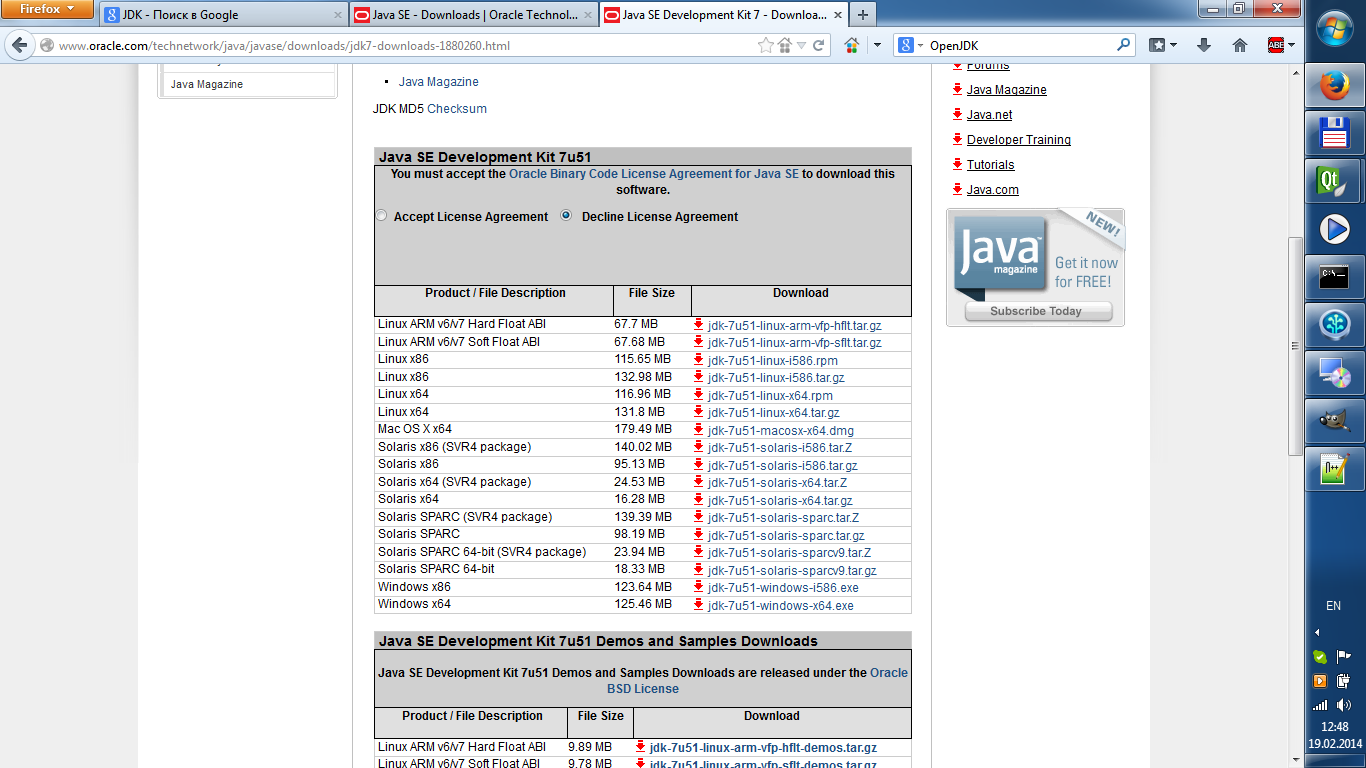 Firefox
JDK - Поиск в Google
Java SE - Downloads | Oracle Technol...
Java SE Development Kit 7 - Downloa...
www.oracle.com/technetwork/java/javase/downloads/jdk7-downloads-1880260.html
OpenJDK
ABP
Java Magazine
Java Magazine
JDK MD5 Checksum
Java SE Development Kit 7u51
You must accept the Oracle Binary Code License Agreement for Java SE to download this
software.
Accept License Agreement Decline License Agreement
Product / File Description File Size Download
Linux ARM v6/v7 Hard Float ABI 67.7 MB jdk-7u51-linux-arm-vfp-hflt.tar.gz
Linux ARM v6/v7 Soft Float ABI 67.68 MB jdk-7u51-linux-arm-vfp-sflt.tar.gz
Linux x86 115.65 MB jdk-7u51-linux-i586.rpm
Linux x86 132.98 MB jdk-7u51-linux-i586.tar.gz
Linux x64 116.96 MB jdk-7u51-linux-x64.rpm
Linux x64 131.8 MB jdk-7u51-linux-x64.tar.gz
Mac OS X x64 179.49 MB jdk-7u51-macosx-x64.dmg
Solaris x86 (SVR4 package) 140.02 MB jdk-7u51-solaris-i586.tar.Z
Solaris x86 95.13 MB jdk-7u51-solaris-i586.tar.gz
Solaris x64 (SVR4 package) 24.53 MB jdk-7u51-solaris-x64.tar.Z
Solaris x64 16.28 MB jdk-7u51-solaris-x64.tar.gz
Solaris SPARC (SVR4 package) 139.39 MB jdk-7u51-solaris-sparc.tar.Z
Solaris SPARC 98.19 MB jdk-7u51-solaris-sparc.tar.gz
Solaris SPARC 64-bit (SVR4 package) 23.94 MB jdk-7u51-solaris-sparcv9.tar.Z
Solaris SPARC 64-bit 18.33 MB jdk-7u51-solaris-sparcv9.tar.gz
Windows x86 123.64 MB jdk-7u51-windows-i586.exe
Windows x64 125.46 MB jdk-7u51-windows-x64.exe
Java SE Development Kit 7u51 Demos and Samples Downloads
Java SE Development Kit 7u51 Demos and Samples Downloads are released under the Oracle
BSD License
Product / File Description File Size Download
Linux ARM v6/v7 Hard Float ABI 9.89 MB jdk-7u51-linux-arm-vfp-hflt-demos.tar.gz
Linux ARM v6/v7 Soft Float ABI 9.78 MB jdk-7u51-linux-arm-vfp-sflt-demos.tar.gz
Forums
Java Magazine
Java.net
Developer Training
Tutorials
Java.com
NEW!
Java
magazine
Get it now
for FREE!
Subscribe Today
Qt
C:\
EN
12:48
19.02.2014